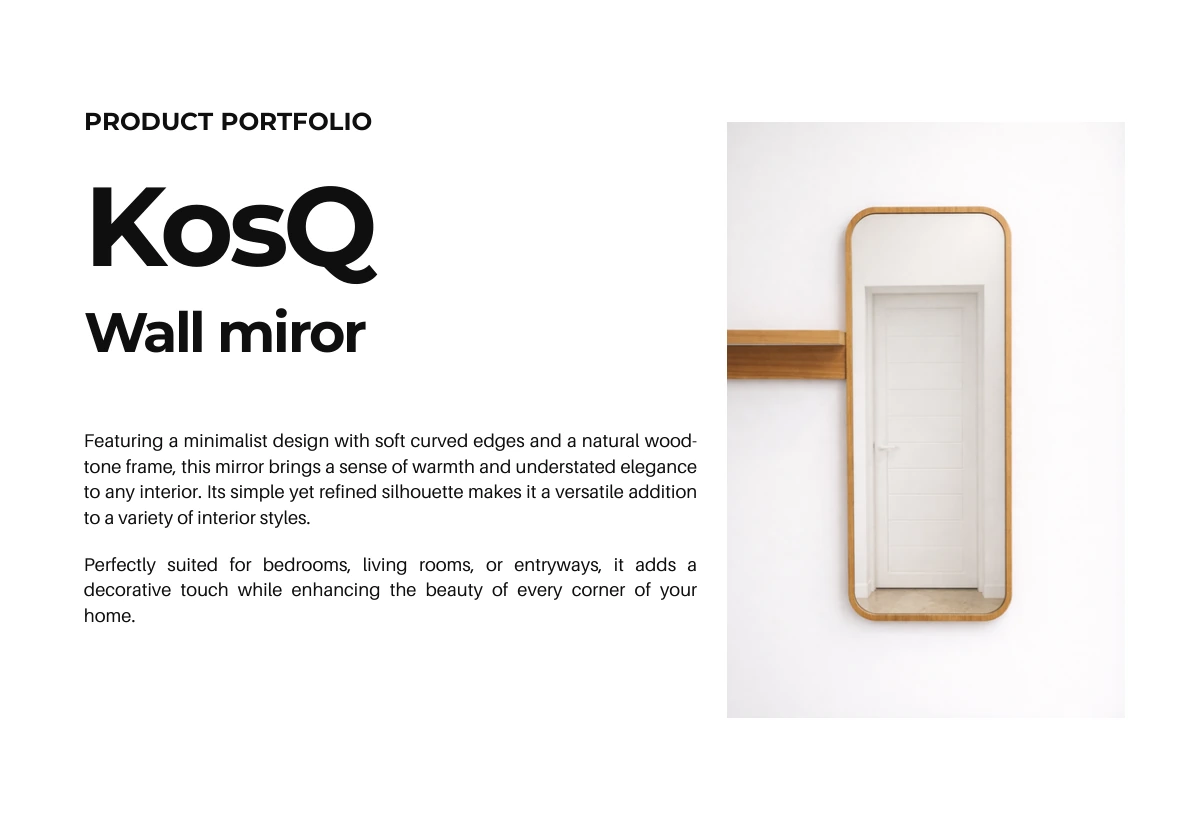 PRODUCT PORTFOLIO
KosQ
Wall miror
Featuring a minimalist design with soft curved edges and a natural wood-
tone frame, this mirror brings a sense of warmth and understated elegance
to any interior. Its simple yet refined silhouette makes it a versatile addition
to a variety of interior styles.
Perfectly suited for bedrooms, living rooms, or entryways, it adds a
decorative touch while enhancing the beauty of every corner of your
home.